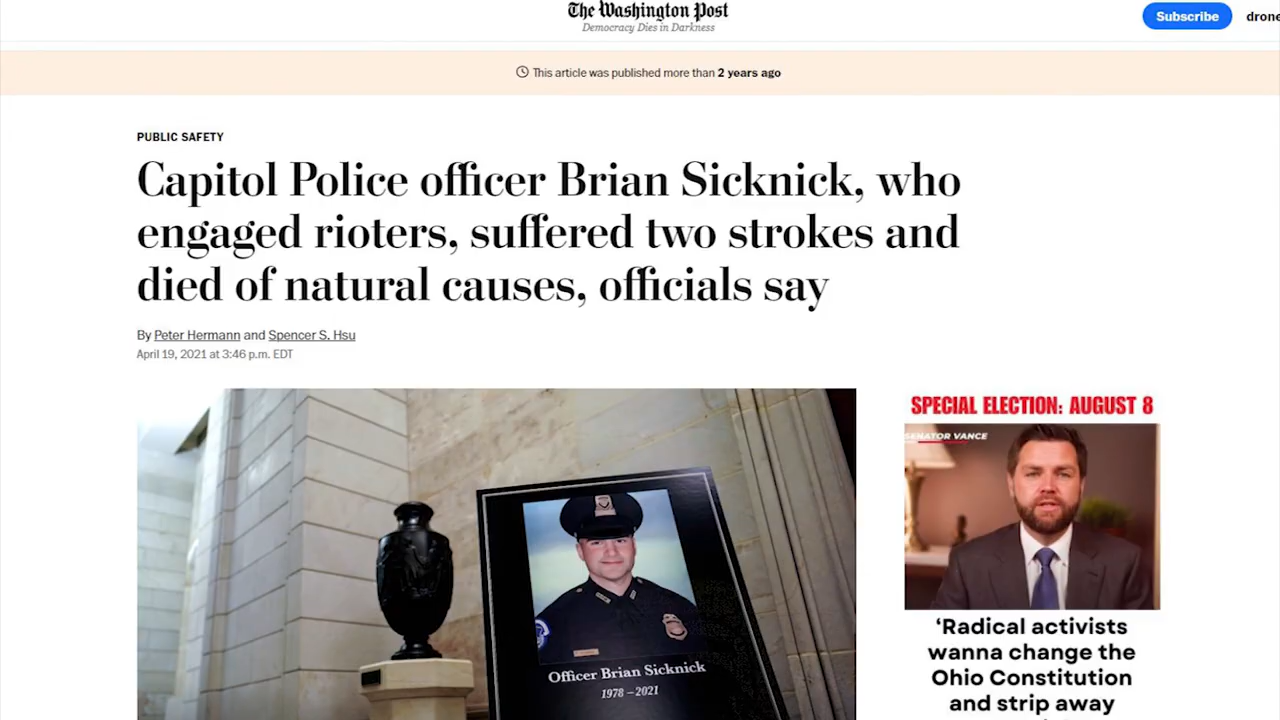 The Washington Post
Democracy Dies in Darkness
Subscribe
drone
This article was published more than 2 years ago
PUBLIC SAFETY
Capitol Police officer Brian Sicknick, who
engaged rioters, suffered two strokes and
died of natural causes, officials say
By Peter Hermann and Spencer S. Hsu
April 19, 2021 at 3:46 p.m. EDT
Officer Brian Sicknick
1978 – 2021
SPECIAL ELECTION: AUGUST 8
SENATOR VANCE
‘Radical activists
wanna change the
Ohio Constitution
and strip away